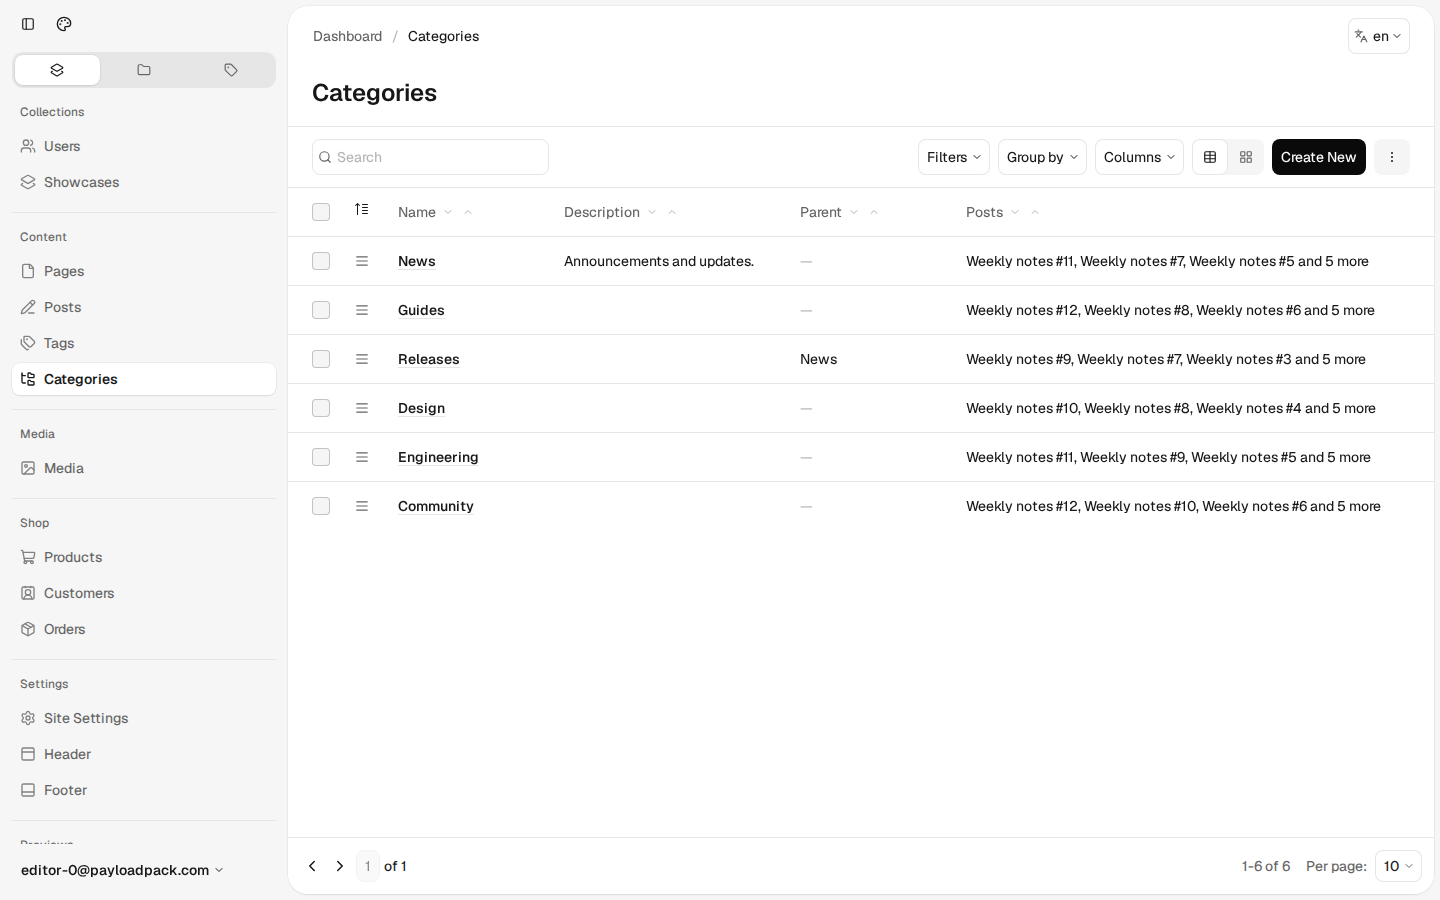 Collections
Users
Showcases
Content
Pages
Posts
Tags
Categories
Media
Media
Shop
Products
Customers
Orders
Settings
Site Settings
Header
Footer
Previews
editor-0@payloadpack.com
Dashboard / Categories
en
Categories
Search
Filters
Group by
Columns
Create New
Name
Description
Parent
Posts
News Announcements and updates. — Weekly notes #11, Weekly notes #7, Weekly notes #5 and 5 more
Guides — Weekly notes #12, Weekly notes #8, Weekly notes #6 and 5 more
Releases News Weekly notes #9, Weekly notes #7, Weekly notes #3 and 5 more
Design — Weekly notes #10, Weekly notes #8, Weekly notes #4 and 5 more
Engineering — Weekly notes #11, Weekly notes #9, Weekly notes #5 and 5 more
Community — Weekly notes #12, Weekly notes #10, Weekly notes #6 and 5 more
1 of 1
1-6 of 6
Per page: 10